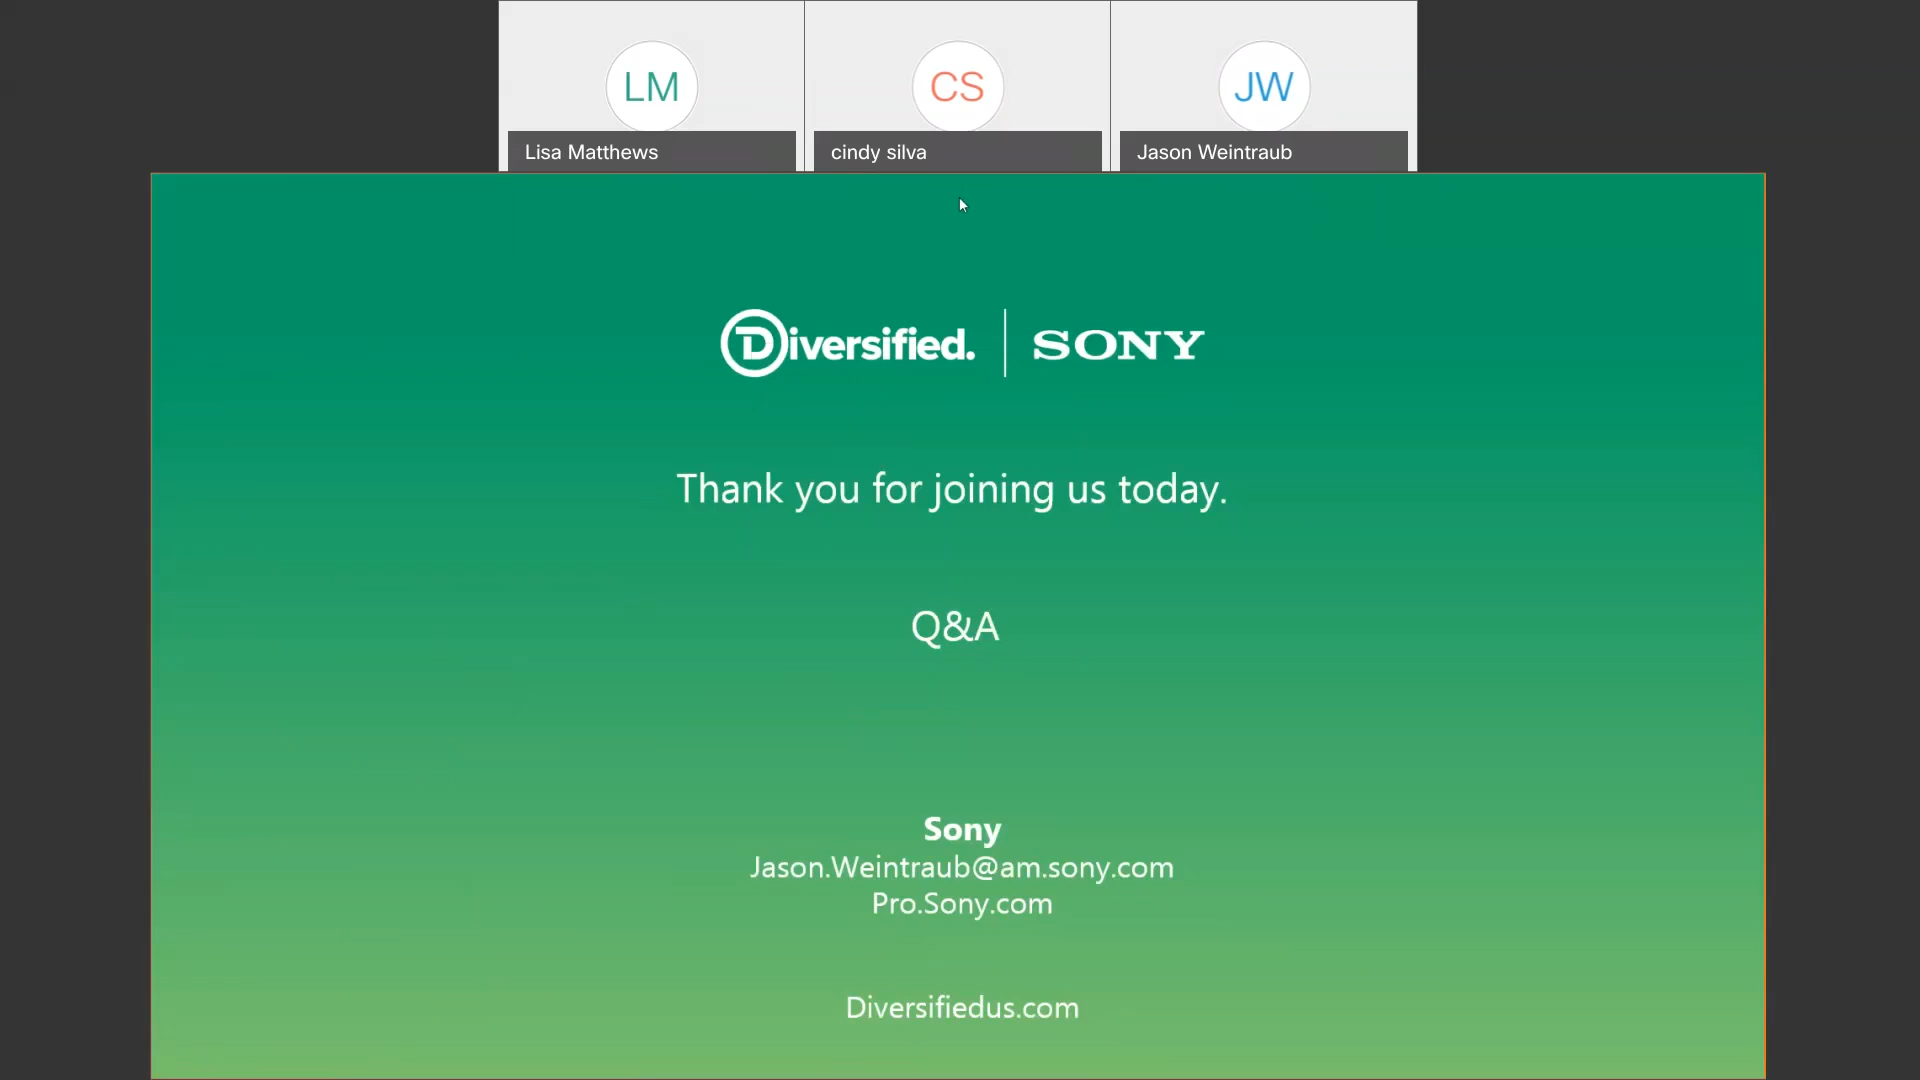 LM
CS
JW
Lisa Matthews
cindy silva
Jason Weintraub
Diversified. SONY
Thank you for joining us today.
Q&A
Sony
Jason.Weintraub@am.sony.com
Pro.Sony.com
Diversifiedus.com